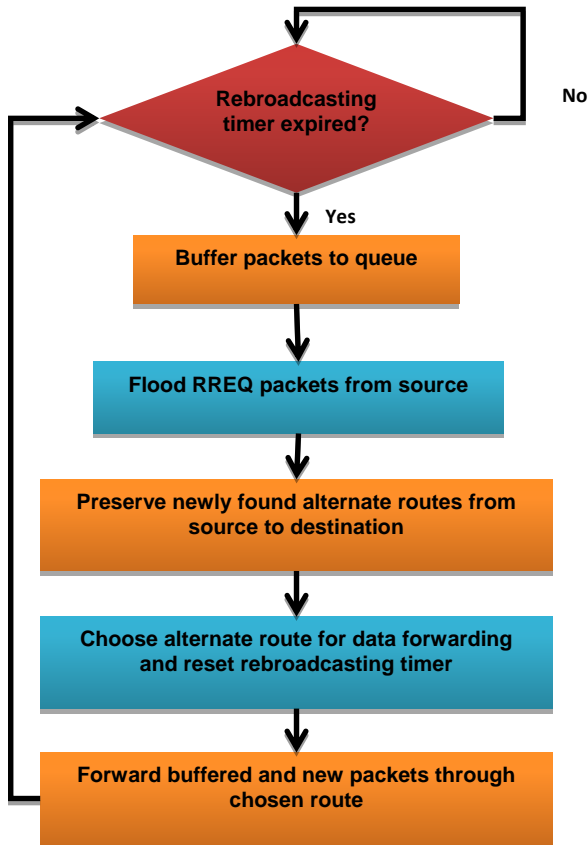 Rebroadcasting
timer expired?
No
Yes
Buffer packets to queue
Flood RREQ packets from source
Preserve newly found alternate routes from
source to destination
Choose alternate route for data forwarding
and reset rebroadcasting timer
Forward buffered and new packets through
chosen route